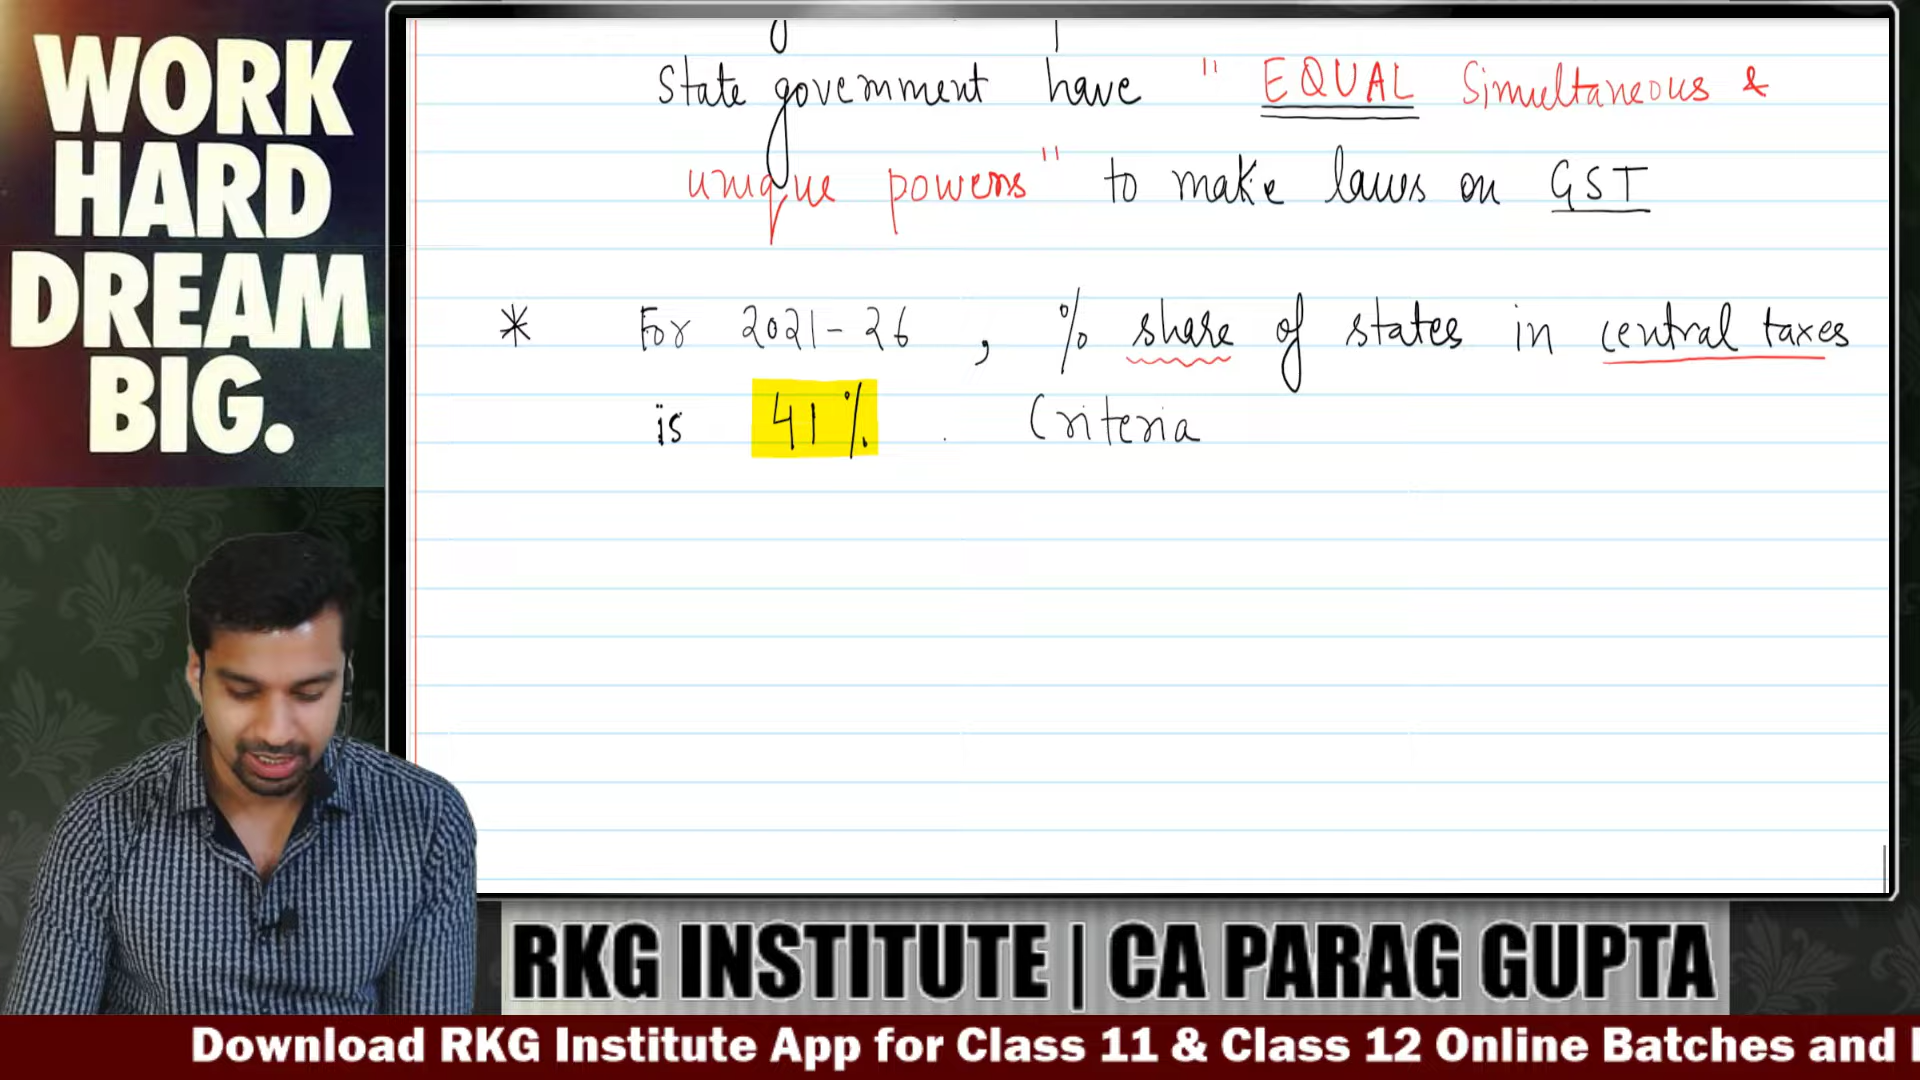 WORK
HARD
DREAM
BIG.
State government have " EQUAL Simultaneous &
unique powers " to make laws on GST
* For 2021-26 , % share of states in central taxes
is 41% . Criteria
RKG INSTITUTE | CA PARAG GUPTA
Download RKG Institute App for Class 11 & Class 12 Online Batches and